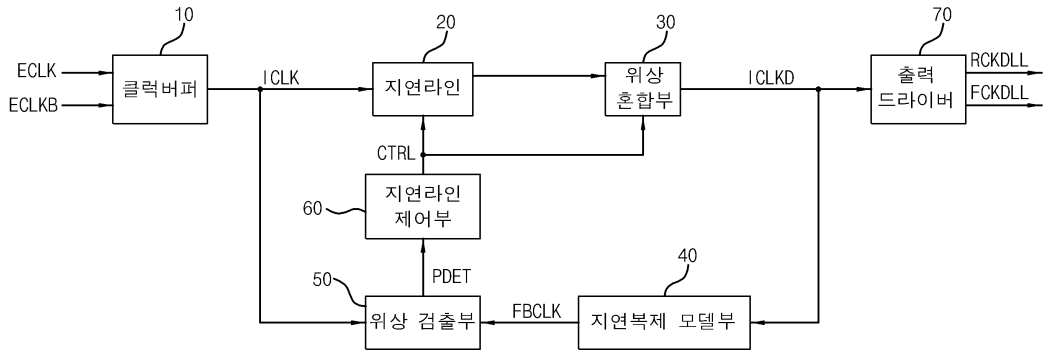 10
20
30
70
ECLK
ECLKB
클럭버퍼
ICLK
지연라인
위상
혼합부
ICLKD
출력
드라이버
RCKDLL
FCKDLL
CTRL
60
지연라인
제어부
PDET
50
위상 검출부
FBCLK
40
지연복제 모델부